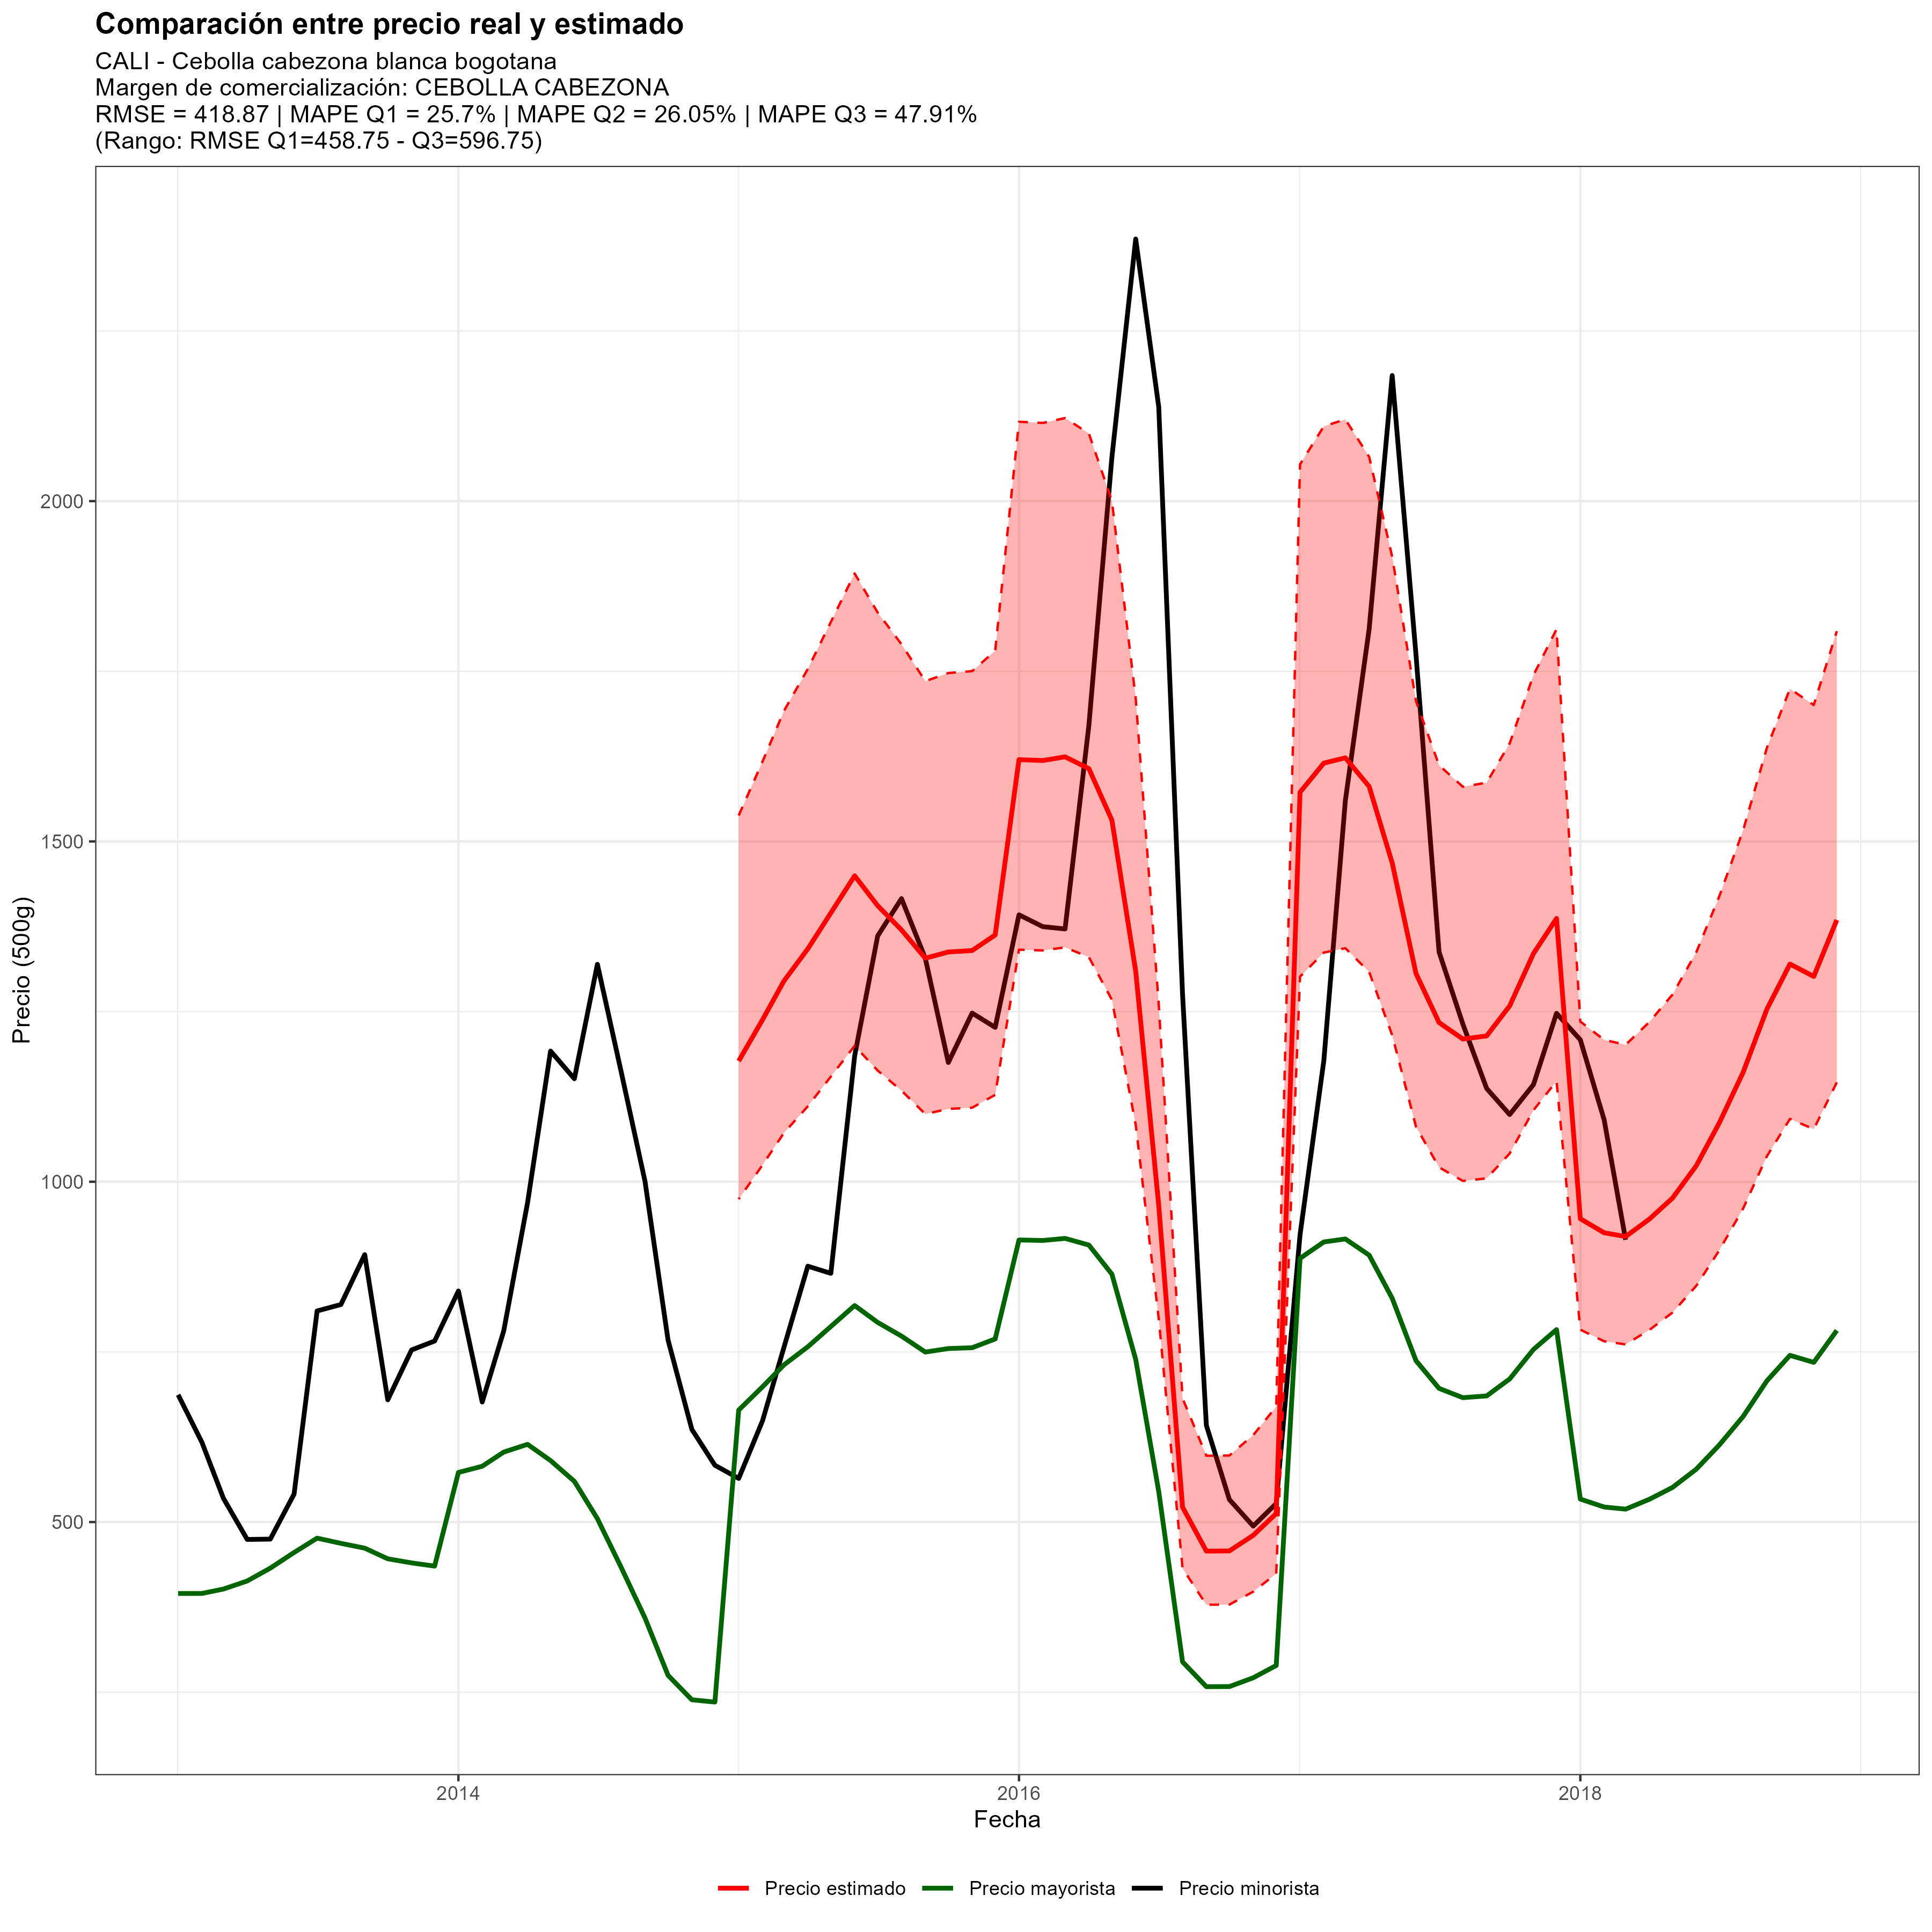 Comparación entre precio real y estimado
CALI - Cebolla cabezona blanca bogotana
Margen de comercialización: CEBOLLA CABEZONA
RMSE = 418.87 | MAPE Q1 = 25.7% | MAPE Q2 = 26.05% | MAPE Q3 = 47.91%
(Rango: RMSE Q1=458.75 - Q3=596.75)
Precio (500g)
2000
1500
1000
500
2014
2016
2018
Fecha
Precio estimado
Precio mayorista
Precio minorista